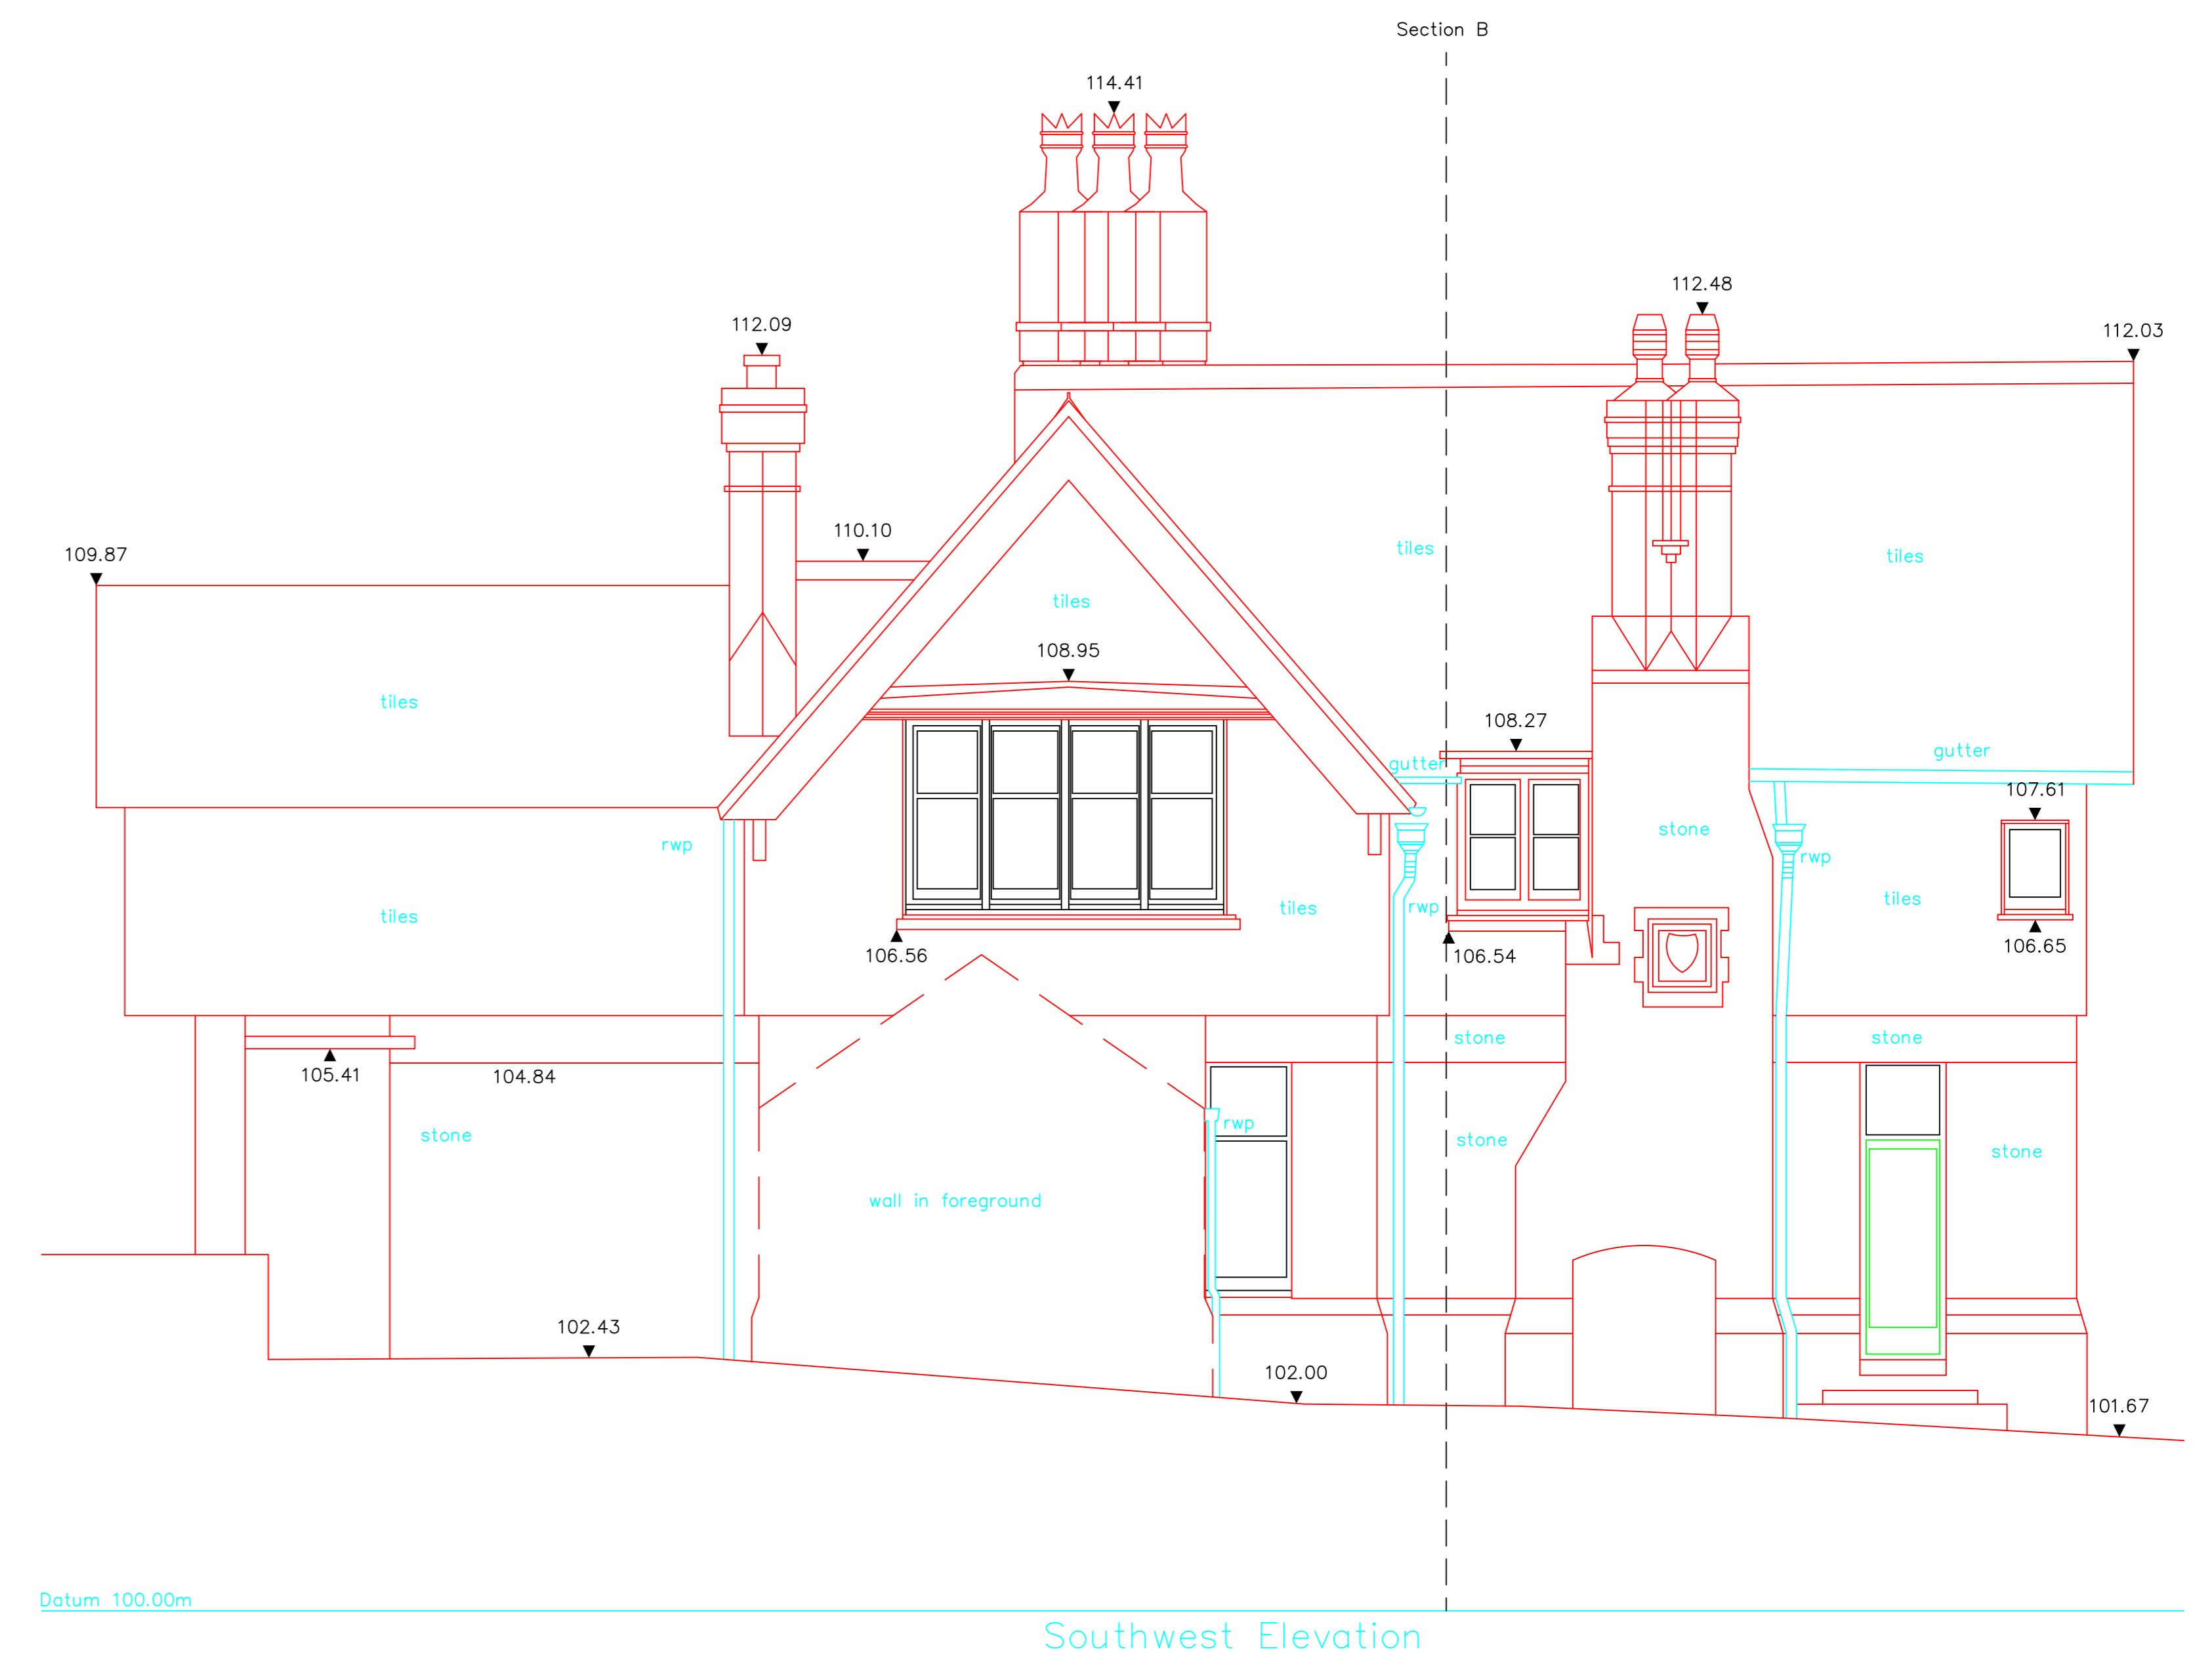 Section B
114.41
112.48
112.09
112.03
110.10
109.87
tiles
tiles
tiles
108.95
tiles
108.27
gutter
gutter
107.61
stone
rwp
rwp
tiles
rwp
tiles
tiles
106.56
106.54
106.65
stone
stone
105.41
104.84
rwp
stone
stone
stone
wall in foreground
102.43
102.00
101.67
Datum 100.00m
Southwest Elevation